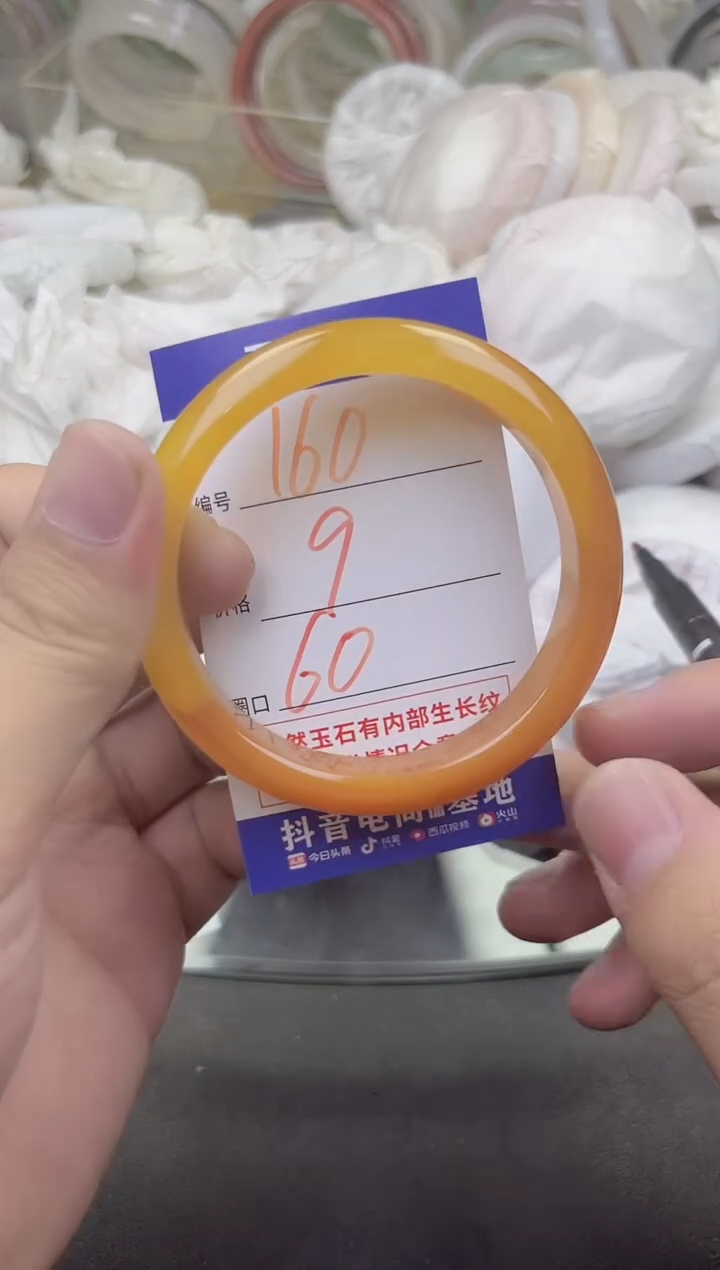 编号 160
价格 9
圈口 60
然玉石有内部生长纹
抖音电商直播基地
今日头条 抖音 西瓜视频 火山